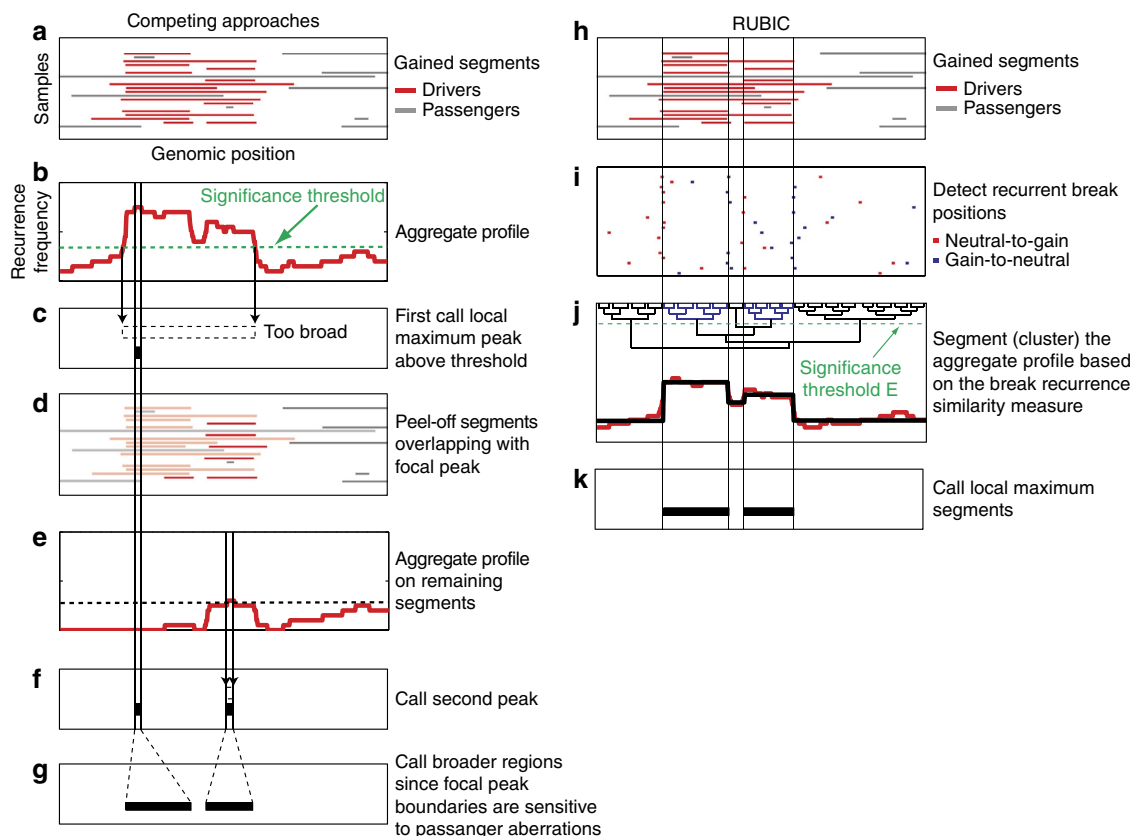 Competing approaches
a
Samples
Gained segments
Drivers
Passengers
Genomic position
b
Recurrence
frequency
Significance threshold
Aggregate profile
c
Too broad
First call local
maximum peak
above threshold
d
Peel-off segments
overlapping with
focal peak
e
Aggregate profile
on remaining
segments
f
Call second peak
g
Call broader regions
since focal peak
boundaries are sensitive
to passanger aberrations
RUBIC
h
Gained segments
Drivers
Passengers
i
Detect recurrent break
positions
Neutral-to-gain
Gain-to-neutral
j
Significance
threshold E
Segment (cluster) the
aggregate profile based
on the break recurrence
similarity measure
k
Call local maximum
segments